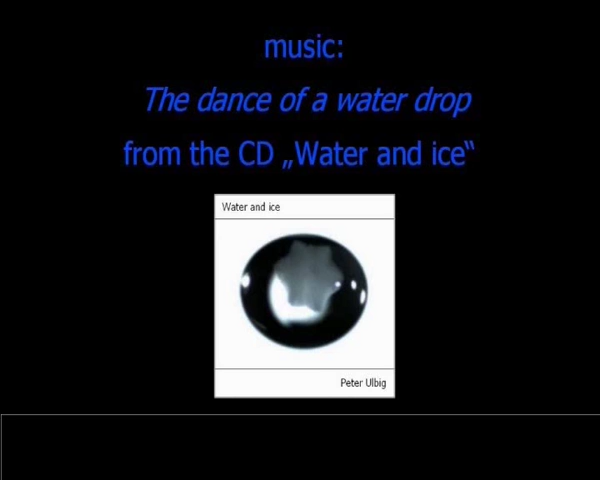 music:
The dance of a water drop
from the CD „Water and ice“
Water and ice
Peter Ulbig